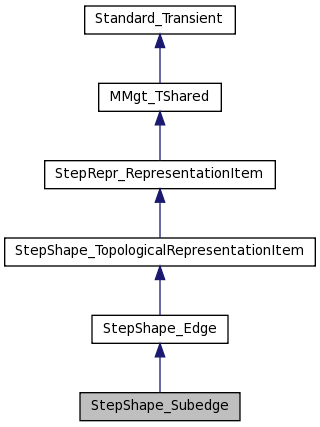 Standard_Transient
MMgt_TShared
StepRepr_RepresentationItem
StepShape_TopologicalRepresentationItem
StepShape_Edge
StepShape_Subedge